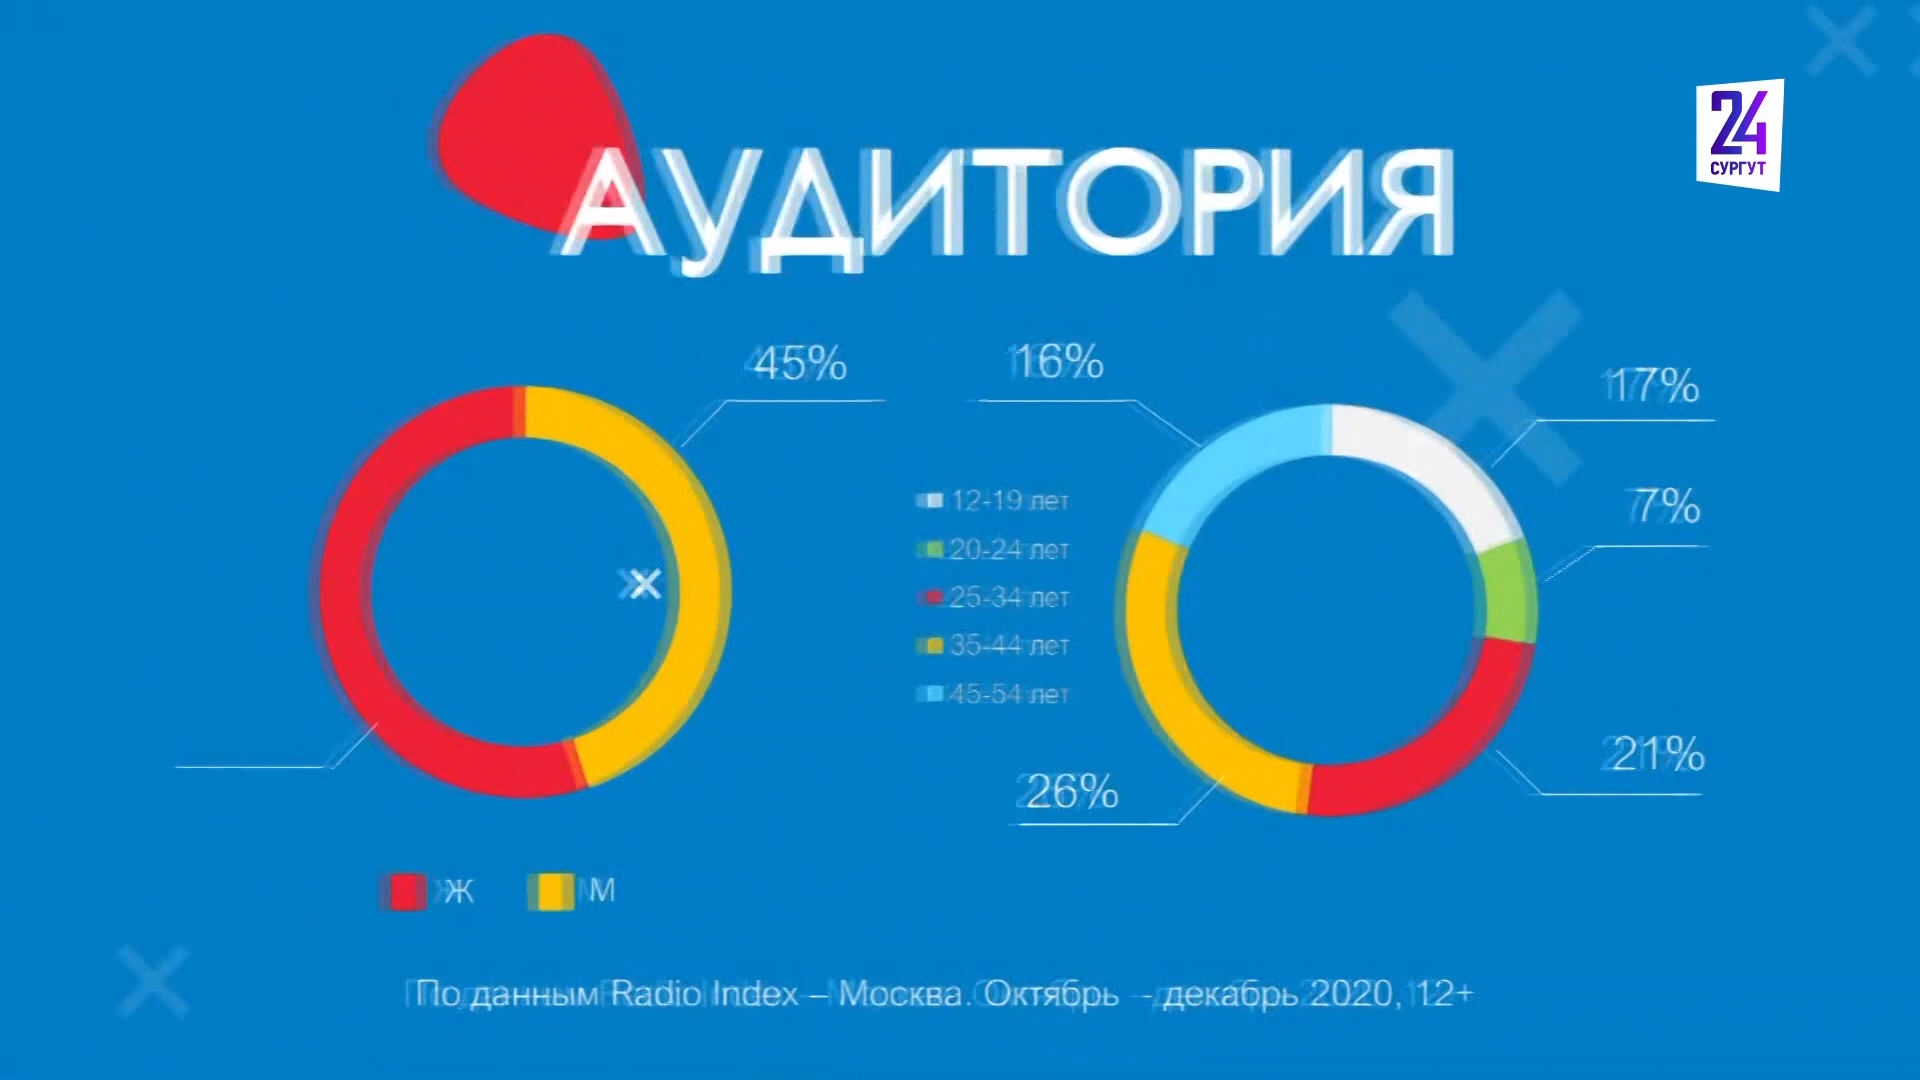 24
СУРГУТ
АУДИТОРИЯ
45%
16%
17%
7%
12-19 лет
20-24 лет
25-34 лет
35-44 лет
45-54 лет
21%
26%
Ж
М
По данным Radio Index – Москва. Октябрь - декабрь 2020, 12+